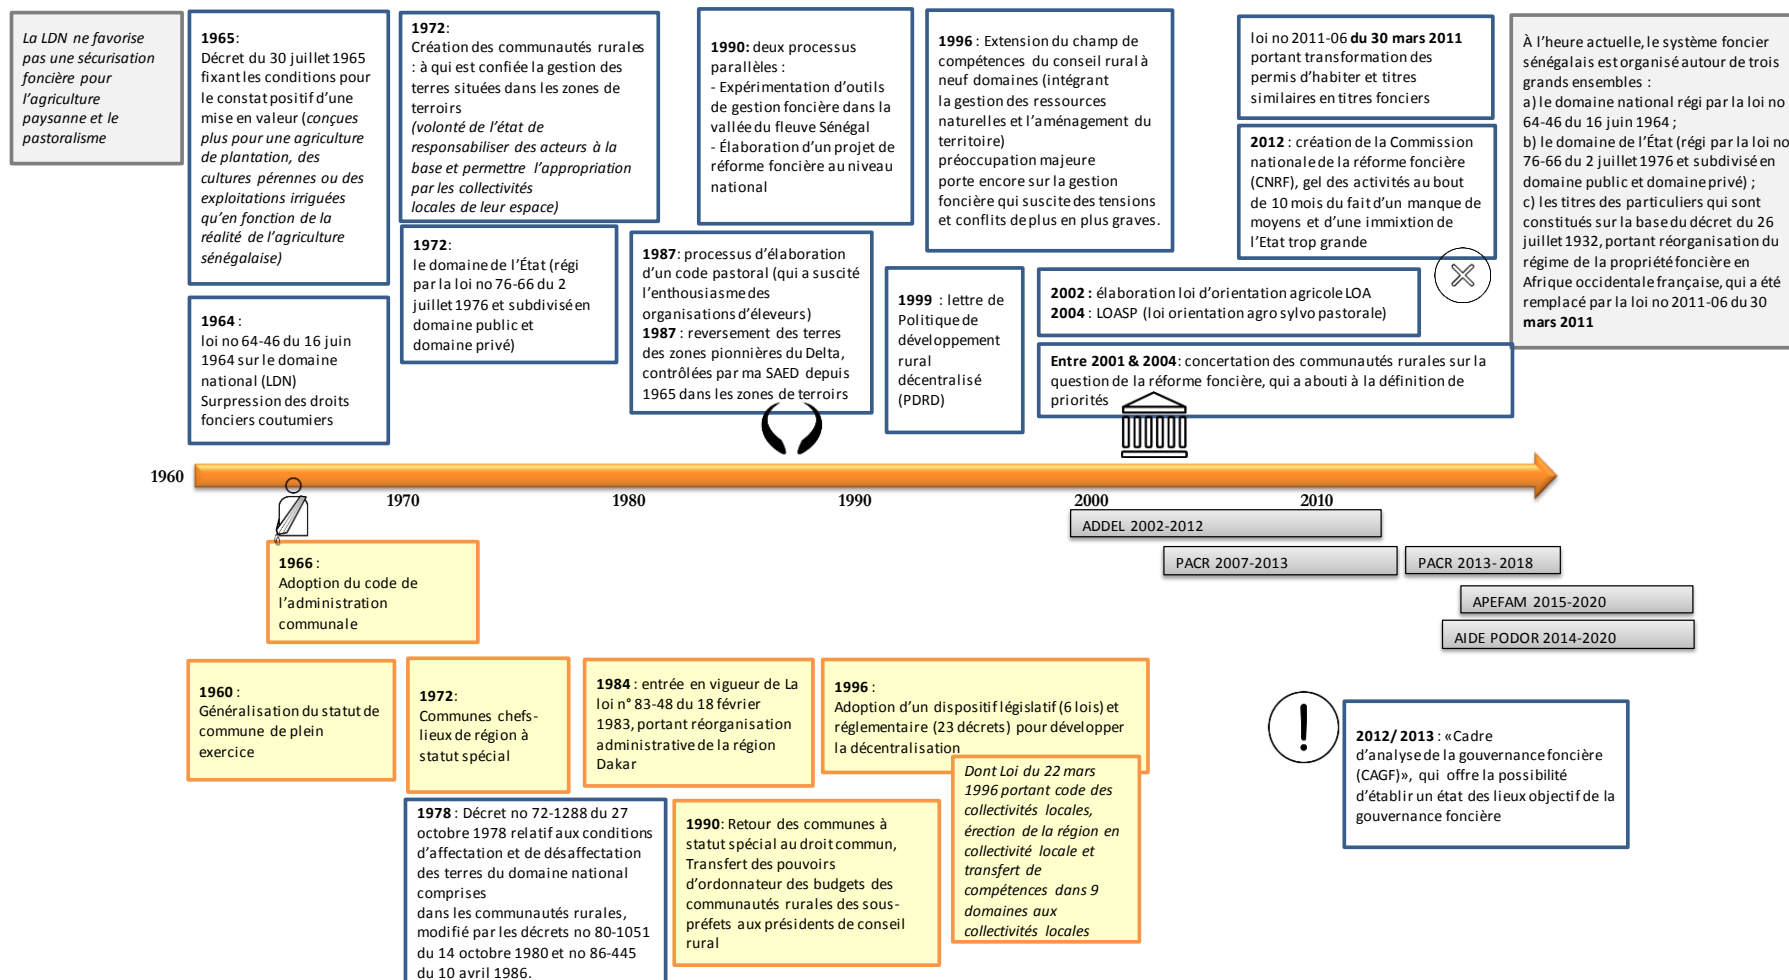 La LDN ne favorise
pas une sécurisation
foncière pour
l'agriculture
paysanne et le
pastoralisme
1965:
Décret du 30 juillet 1965
fixant les conditions pour
le constat positif d'une
mise en valeur (conçues
plus pour une agriculture
de plantation, des
cultures pérennes ou des
exploitations irriguées
qu'en fonction de la
réalité de l'agriculture
sénégalaise)
1964 :
loi no 64-46 du 16 juin
1964 sur le domaine
national (LDN)
Surpression des droits
fonciers coutumiers
1972:
Création des communautés rurales
: à qui est confiée la gestion des
terres situées dans les zones de
terroirs
(volonté de l'état de
responsabiliser des acteurs à la
base et permettre l'appropriation
par les collectivités
locales de leur espace)
1972:
le domaine de l'État (régi
par la loi no 76-66 du 2
juillet 1976 et subdivisé en
domaine public et
domaine privé)
1990: deux processus
parallèles :
- Expérimentation d'outils
de gestion foncière dans la
vallée du fleuve Sénégal
- Élaboration d'un projet de
réforme foncière au niveau
national
1987: processus d'élaboration
d'un code pastoral (qui a suscité
l'enthousiasme des
organisations d'éleveurs)
1987 : reversement des terres
des zones pionnières du Delta,
contrôlées par ma SAED depuis
1965 dans les zones de terroirs
1996 : Extension du champ de
compétences du conseil rural à
neuf domaines (intégrant
la gestion des ressources
naturelles et l'aménagement du
territoire)
préoccupation majeure
porte encore sur la gestion
foncière qui suscite des tensions
et conflits de plus en plus graves.
1999 : lettre de
Politique de
développement
rural
décentralisé
(PDRD)
loi no 2011-06 du 30 mars 2011
portant transformation des
permis d'habiter et titres
similaires en titres fonciers
2012 : création de la Commission
nationale de la réforme foncière
(CNRF), gel des activités au bout
de 10 mois du fait d'un manque de
moyens et d'une immixtion de
l'Etat trop grande
2002 : élaboration loi d'orientation agricole LOA
2004 : LOASP (loi orientation agro sylvo pastorale)
Entre 2001 & 2004: concertation des communautés rurales sur la
question de la réforme foncière, qui a abouti à la définition de
priorités
À l'heure actuelle, le système foncier
sénégalais est organisé autour de trois
grands ensembles :
a) le domaine national régi par la loi no
64-46 du 16 juin 1964 ;
b) le domaine de l'État (régi par la loi no
76-66 du 2 juillet 1976 et subdivisé en
domaine public et domaine privé) ;
c) les titres des particuliers qui sont
constitués sur la base du décret du 26
juillet 1932, portant réorganisation du
régime de la propriété foncière en
Afrique occidentale française, qui a été
remplacé par la loi no 2011-06 du 30
mars 2011
1960
1970
1980
1990
2000
2010
ADDEL 2002-2012
PACR 2007-2013
PACR 2013-2018
APEFAM 2015-2020
AIDE PODOR 2014-2020
1966 :
Adoption du code de
l'administration
communale
1960 :
Généralisation du statut de
commune de plein
exercice
1972:
Communes chefs-
lieux de région à
statut spécial
1984 : entrée en vigueur de La
loi n° 83-48 du 18 février
1983, portant réorganisation
administrative de la région
Dakar
1996 :
Adoption d'un dispositif législatif (6 lois) et
réglementaire (23 décrets) pour développer
la décentralisation
Dont Loi du 22 mars
1996 portant code des
collectivités locales,
érection de la région en
collectivité locale et
transfert de
compétences dans 9
domaines aux
collectivités locales
1978 : Décret no 72-1288 du 27
octobre 1978 relatif aux conditions
d'affectation et de désaffectation
des terres du domaine national
comprises
dans les communautés rurales,
modifié par les décrets no 80-1051
du 14 octobre 1980 et no 86-445
du 10 avril 1986.
1990: Retour des communes à
statut spécial au droit commun,
Transfert des pouvoirs
d'ordonnateur des budgets des
communautés rurales des sous-
préfets aux présidents de conseil
rural
2012/ 2013 : «Cadre
d'analyse de la gouvernance foncière
(CAGF)», qui offre la possibilité
d'établir un état des lieux objectif de la
gouvernance foncière